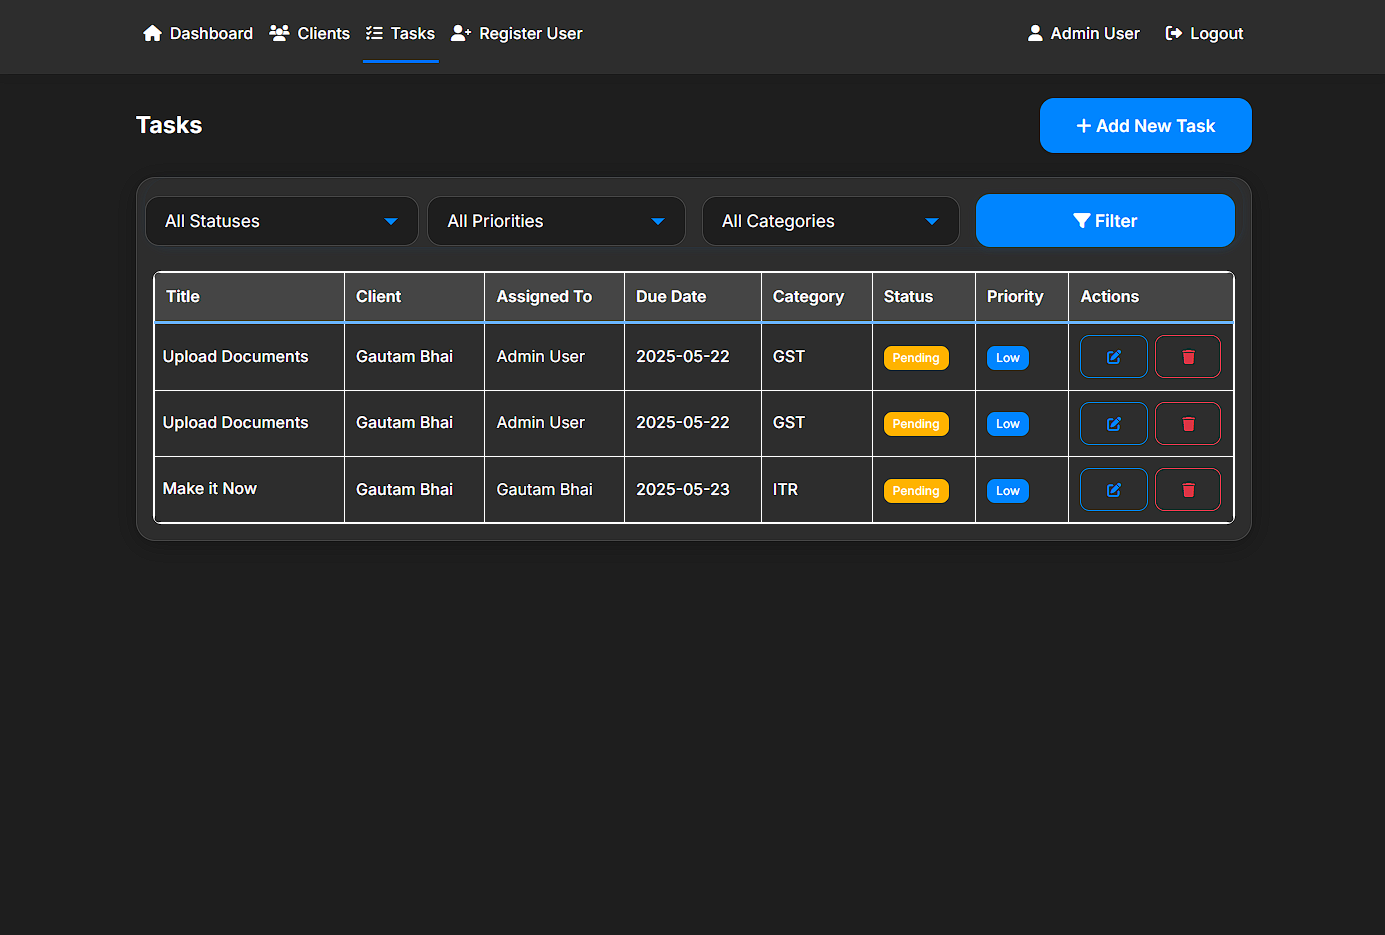 Dashboard Clients Tasks Register User Admin User Logout
Tasks + Add New Task
All Statuses All Priorities All Categories Filter
Title Client Assigned To Due Date Category Status Priority Actions
Upload Documents Gautam Bhai Admin User 2025-05-22 GST Pending Low
Upload Documents Gautam Bhai Admin User 2025-05-22 GST Pending Low
Make it Now Gautam Bhai Gautam Bhai 2025-05-23 ITR Pending Low